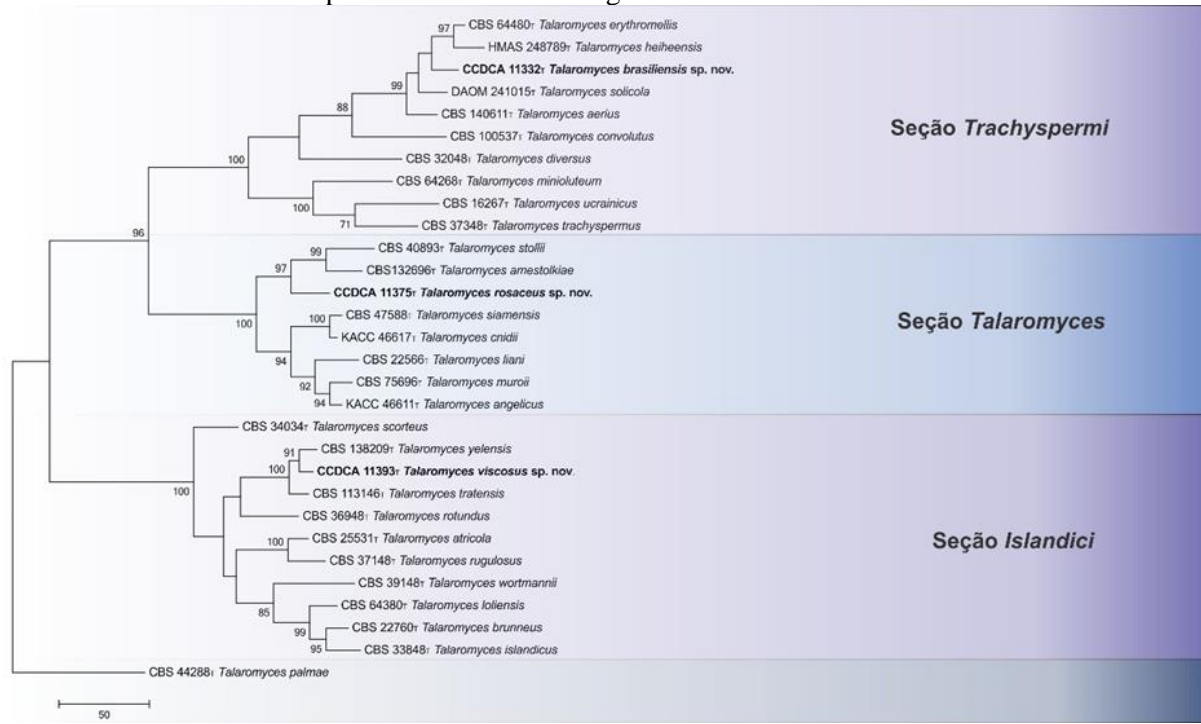 97
CBS 64480T Talaromyces erythromellis
HMAS 248789T Talaromyces heiheensis
CCDCA 11332T Talaromyces brasiliensis sp. nov.
99
DAOM 241015T Talaromyces solicola
88
CBS 140611T Talaromyces aerius
Seção Trachyspermi
CBS 100537T Talaromyces convolutus
100
CBS 32048T Talaromyces diversus
CBS 64268T Talaromyces minioluteum
100
CBS 16267T Talaromyces ucrainicus
71
CBS 37348T Talaromyces trachyspermus
96
99
CBS 40893T Talaromyces stollii
97
CBS132696T Talaromyces amestolkiae
CCDCA 11375T Talaromyces rosaceus sp. nov.
100
100
CBS 47588T Talaromyces siamensis
Seção Talaromyces
KACC 46617T Talaromyces cnidii
94
CBS 22566T Talaromyces liani
92
CBS 75696T Talaromyces muroii
94
KACC 46611T Talaromyces angelicus
CBS 34034T Talaromyces scorteus
91
CBS 138209T Talaromyces yelensis
100
CCDCA 11393T Talaromyces viscosus sp. nov.
100
CBS 113146T Talaromyces tratensis
CBS 36948T Talaromyces rotundus
100
CBS 25531T Talaromyces atricola
Seção Islandici
CBS 37148T Talaromyces rugulosus
CBS 39148T Talaromyces wortmannii
85
CBS 64380T Talaromyces loliensis
99
CBS 22760T Talaromyces brunneus
95
CBS 33848T Talaromyces islandicus
CBS 44288T Talaromyces palmae
50